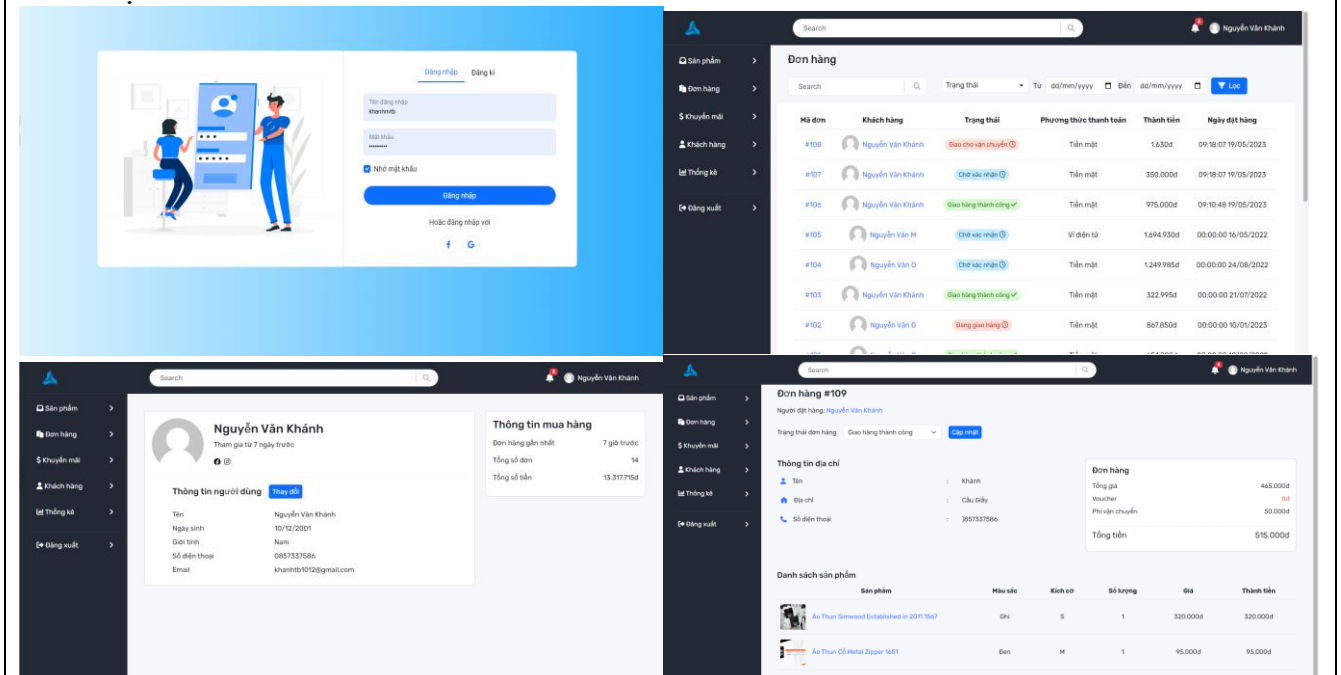 Đăng nhập Đăng kí
Tên đăng nhập
khanhnvtb
Mật khẩu
Nhớ mật khẩu
Đăng nhập
Hoặc đăng nhập với
f G
Search
Nguyễn Văn Khánh
Sản phẩm
Đơn hàng
$ Khuyến mãi
Khách hàng
Thống kê
Đăng xuất
Đơn hàng
Search Trạng thái Từ dd/mm/yyyy Đến dd/mm/yyyy Lọc
Mã đơn Khách hàng Trạng thái Phương thức thanh toán Thành tiền Ngày đặt hàng
#108 Nguyễn Văn Khánh Giao cho vận chuyển Tiền mặt 1.630đ 09:18:07 19/05/2023
#107 Nguyễn Văn Khánh Chờ xác nhận Tiền mặt 350.000đ 09:18:07 19/05/2023
#106 Nguyễn Văn Khánh Giao hàng thành công Tiền mặt 975.000đ 09:10:48 19/05/2023
#105 Nguyễn Văn M Chờ xác nhận Ví điện tử 1.694.930đ 00:00:00 16/05/2022
#104 Nguyễn Văn O Chờ xác nhận Tiền mặt 1.249.985đ 00:00:00 24/08/2022
#103 Nguyễn Văn Khánh Giao hàng thành công Tiền mặt 322.995đ 00:00:00 21/07/2022
#102 Nguyễn Văn O Đang giao hàng Tiền mặt 867.850đ 00:00:00 10/01/2023
Search
Nguyễn Văn Khánh
Sản phẩm
Đơn hàng
$ Khuyến mãi
Khách hàng
Thống kê
Đăng xuất
Nguyễn Văn Khánh
Tham gia từ 7 ngày trước
Thông tin người dùng Thay đổi
Tên Nguyễn Văn Khánh
Ngày sinh 10/12/2001
Giới tính Nam
Số điện thoại 0857337586
Email khanhtb1012@gmail.com
Thông tin mua hàng
Đơn hàng gần nhất 7 giờ trước
Tổng số đơn 14
Tổng số tiền 13.317.715đ
Search
Nguyễn Văn Khánh
Sản phẩm
Đơn hàng
$ Khuyến mãi
Khách hàng
Thống kê
Đăng xuất
Đơn hàng #109
Người đặt hàng: Nguyễn Văn Khánh
Trạng thái đơn hàng Giao hàng thành công Cập nhật
Thông tin địa chỉ
Tên : Khánh
Địa chỉ : Cầu Giấy
Số điện thoại : )857337586
Đơn hàng
Tổng giá 465.000đ
Voucher 0đ
Phí vận chuyển 50.000đ
Tổng tiền 515.000đ
Danh sách sản phẩm
Sản phẩm Màu sắc Kích cỡ Số lượng Giá Thành tiền
Áo Thun Simwood Established in 2011 1567 Ghi S 1 320.000đ 320.000đ
Áo Thun Cổ Metal Zipper 1651 Đen M 1 95.000đ 95.000đ